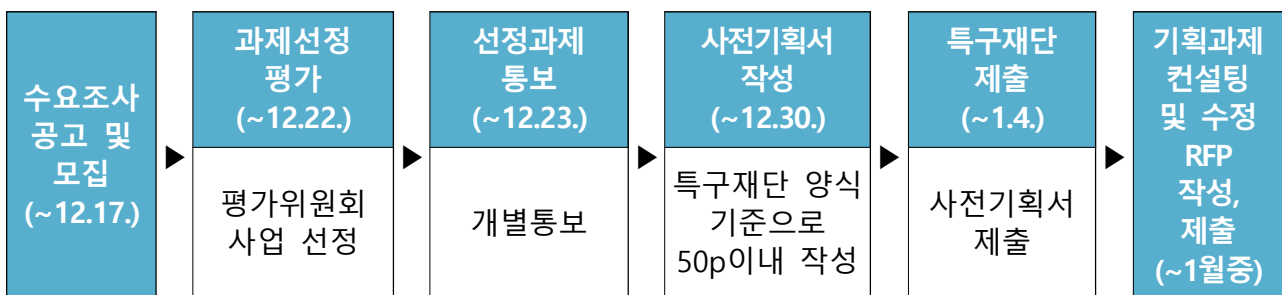 수요조사
공고 및
모집
(~12.17.)
▶
과제선정
평가
(~12.22.)
평가위원회
사업 선정
▶
선정과제
통보
(~12.23.)
개별통보
▶
사전기획서
작성
(~12.30.)
특구재단 양식
기준으로
50p이내 작성
▶
특구재단
제출
(~1.4.)
사전기획서
제출
▶
기획과제
컨설팅
및 수정
RFP
작성,
제출
(~1월중)